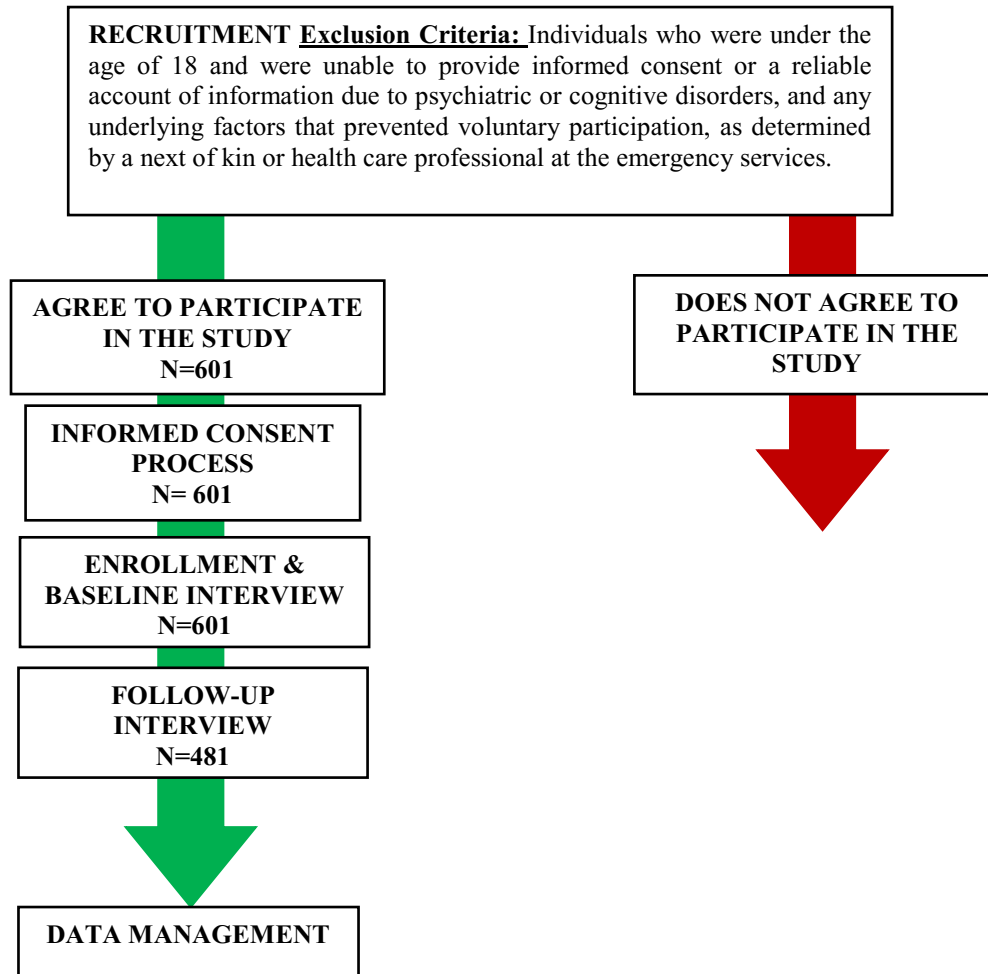 RECRUITMENT Exclusion Criteria: Individuals who were under the
age of 18 and were unable to provide informed consent or a reliable
account of information due to psychiatric or cognitive disorders, and any
underlying factors that prevented voluntary participation, as determined
by a next of kin or health care professional at the emergency services.
AGREE TO PARTICIPATE
IN THE STUDY
N=601
DOES NOT AGREE TO
PARTICIPATE IN THE
STUDY
INFORMED CONSENT
PROCESS
N= 601
ENROLLMENT &
BASELINE INTERVIEW
N=601
FOLLOW-UP
INTERVIEW
N=481
DATA MANAGEMENT